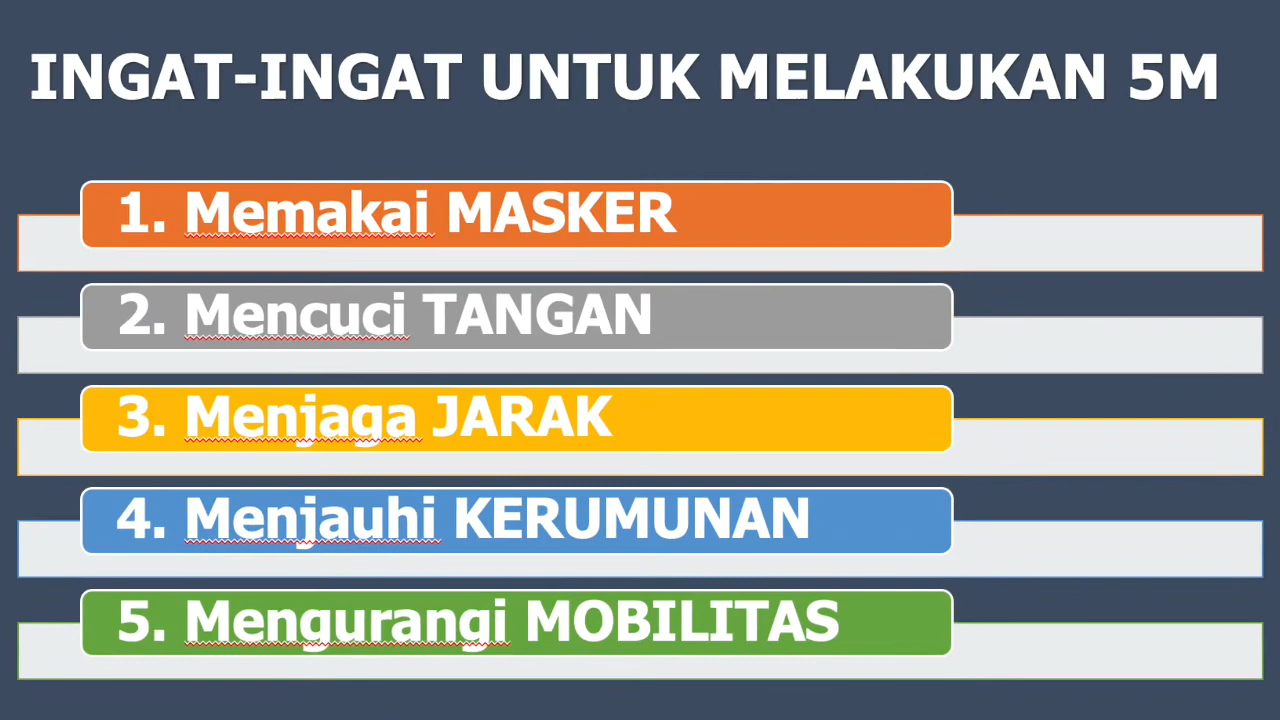 INGAT-INGAT UNTUK MELAKUKAN 5M
1. Memakai MASKER
2. Mencuci TANGAN
3. Menjaga JARAK
4. Menjauhi KERUMUNAN
5. Mengurangi MOBILITAS